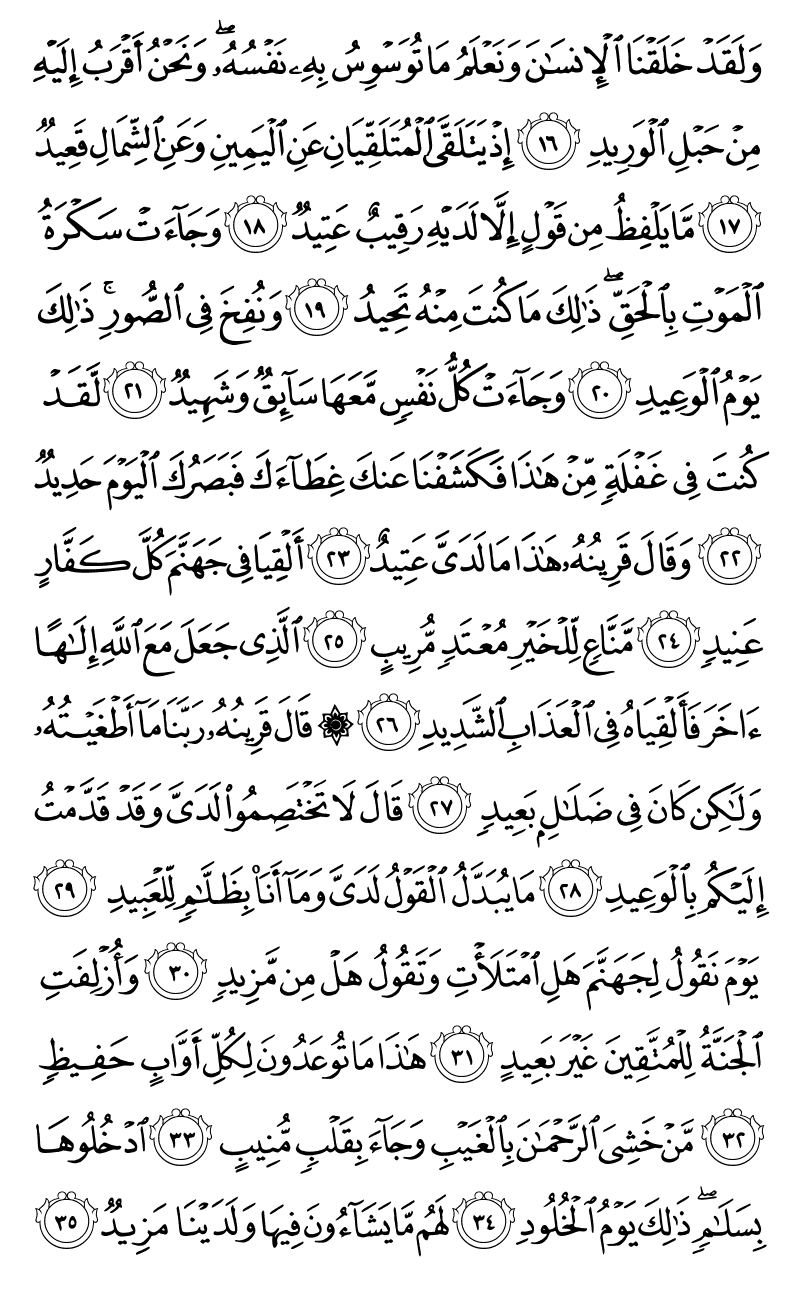 وَلَقَدۡ خَلَقۡنَا ٱلۡإِنسَٰنَ وَنَعۡلَمُ مَا تُوَسۡوِسُ بِهِۦ نَفۡسُهُۥۖ وَنَحۡنُ أَقۡرَبُ إِلَيۡهِ
مِنۡ حَبۡلِ ٱلۡوَرِيدِ ١٦ إِذۡ يَتَلَقَّى ٱلۡمُتَلَقِّيَانِ عَنِ ٱلۡيَمِينِ وَعَنِ ٱلشِّمَالِ قَعِيدٞ
١٧ مَّا يَلۡفِظُ مِن قَوۡلٍ إِلَّا لَدَيۡهِ رَقِيبٌ عَتِيدٞ ١٨ وَجَآءَتۡ سَكۡرَةُ
ٱلۡمَوۡتِ بِٱلۡحَقِّۖ ذَٰلِكَ مَا كُنتَ مِنۡهُ تَحِيدُ ١٩ وَنُفِخَ فِي ٱلصُّورِۚ ذَٰلِكَ
يَوۡمُ ٱلۡوَعِيدِ ٢٠ وَجَآءَتۡ كُلُّ نَفۡسٖ مَّعَهَا سَآئِقٞ وَشَهِيدٞ ٢١ لَّقَدۡ
كُنتَ فِي غَفۡلَةٖ مِّنۡ هَٰذَا فَكَشَفۡنَا عَنكَ غِطَآءَكَ فَبَصَرُكَ ٱلۡيَوۡمَ حَدِيدٞ
٢٢ وَقَالَ قَرِينُهُۥ هَٰذَا مَا لَدَيَّ عَتِيدٌ ٢٣ أَلۡقِيَا فِي جَهَنَّمَ كُلَّ كَفَّارٍ
عَنِيدٖ ٢٤ مَّنَّاعٖ لِّلۡخَيۡرِ مُعۡتَدٖ مُّرِيبٍ ٢٥ ٱلَّذِي جَعَلَ مَعَ ٱللَّهِ إِلَٰهًا
ءَاخَرَ فَأَلۡقِيَاهُ فِي ٱلۡعَذَابِ ٱلشَّدِيدِ ٢٦ ۞ قَالَ قَرِينُهُۥ رَبَّنَا مَآ أَطۡغَيۡتُهُۥ
وَلَٰكِن كَانَ فِي ضَلَٰلِۭ بَعِيدٖ ٢٧ قَالَ لَا تَخۡتَصِمُواْ لَدَيَّ وَقَدۡ قَدَّمۡتُ
إِلَيۡكُم بِٱلۡوَعِيدِ ٢٨ مَا يُبَدَّلُ ٱلۡقَوۡلُ لَدَيَّ وَمَآ أَنَا۠ بِظَلَّٰمٖ لِّلۡعَبِيدِ ٢٩
يَوۡمَ نَقُولُ لِجَهَنَّمَ هَلِ ٱمۡتَلَأۡتِ وَتَقُولُ هَلۡ مِن مَّزِيدٖ ٣٠ وَأُزۡلِفَتِ
ٱلۡجَنَّةُ لِلۡمُتَّقِينَ غَيۡرَ بَعِيدٍ ٣١ هَٰذَا مَا تُوعَدُونَ لِكُلِّ أَوَّابٍ حَفِيظٖ
٣٢ مَّنۡ خَشِيَ ٱلرَّحۡمَٰنَ بِٱلۡغَيۡبِ وَجَآءَ بِقَلۡبٖ مُّنِيبٍ ٣٣ ٱدۡخُلُوهَا
بِسَلَٰمٖۖ ذَٰلِكَ يَوۡمُ ٱلۡخُلُودِ ٣٤ لَهُم مَّا يَشَآءُونَ فِيهَا وَلَدَيۡنَا مَزِيدٞ ٣٥